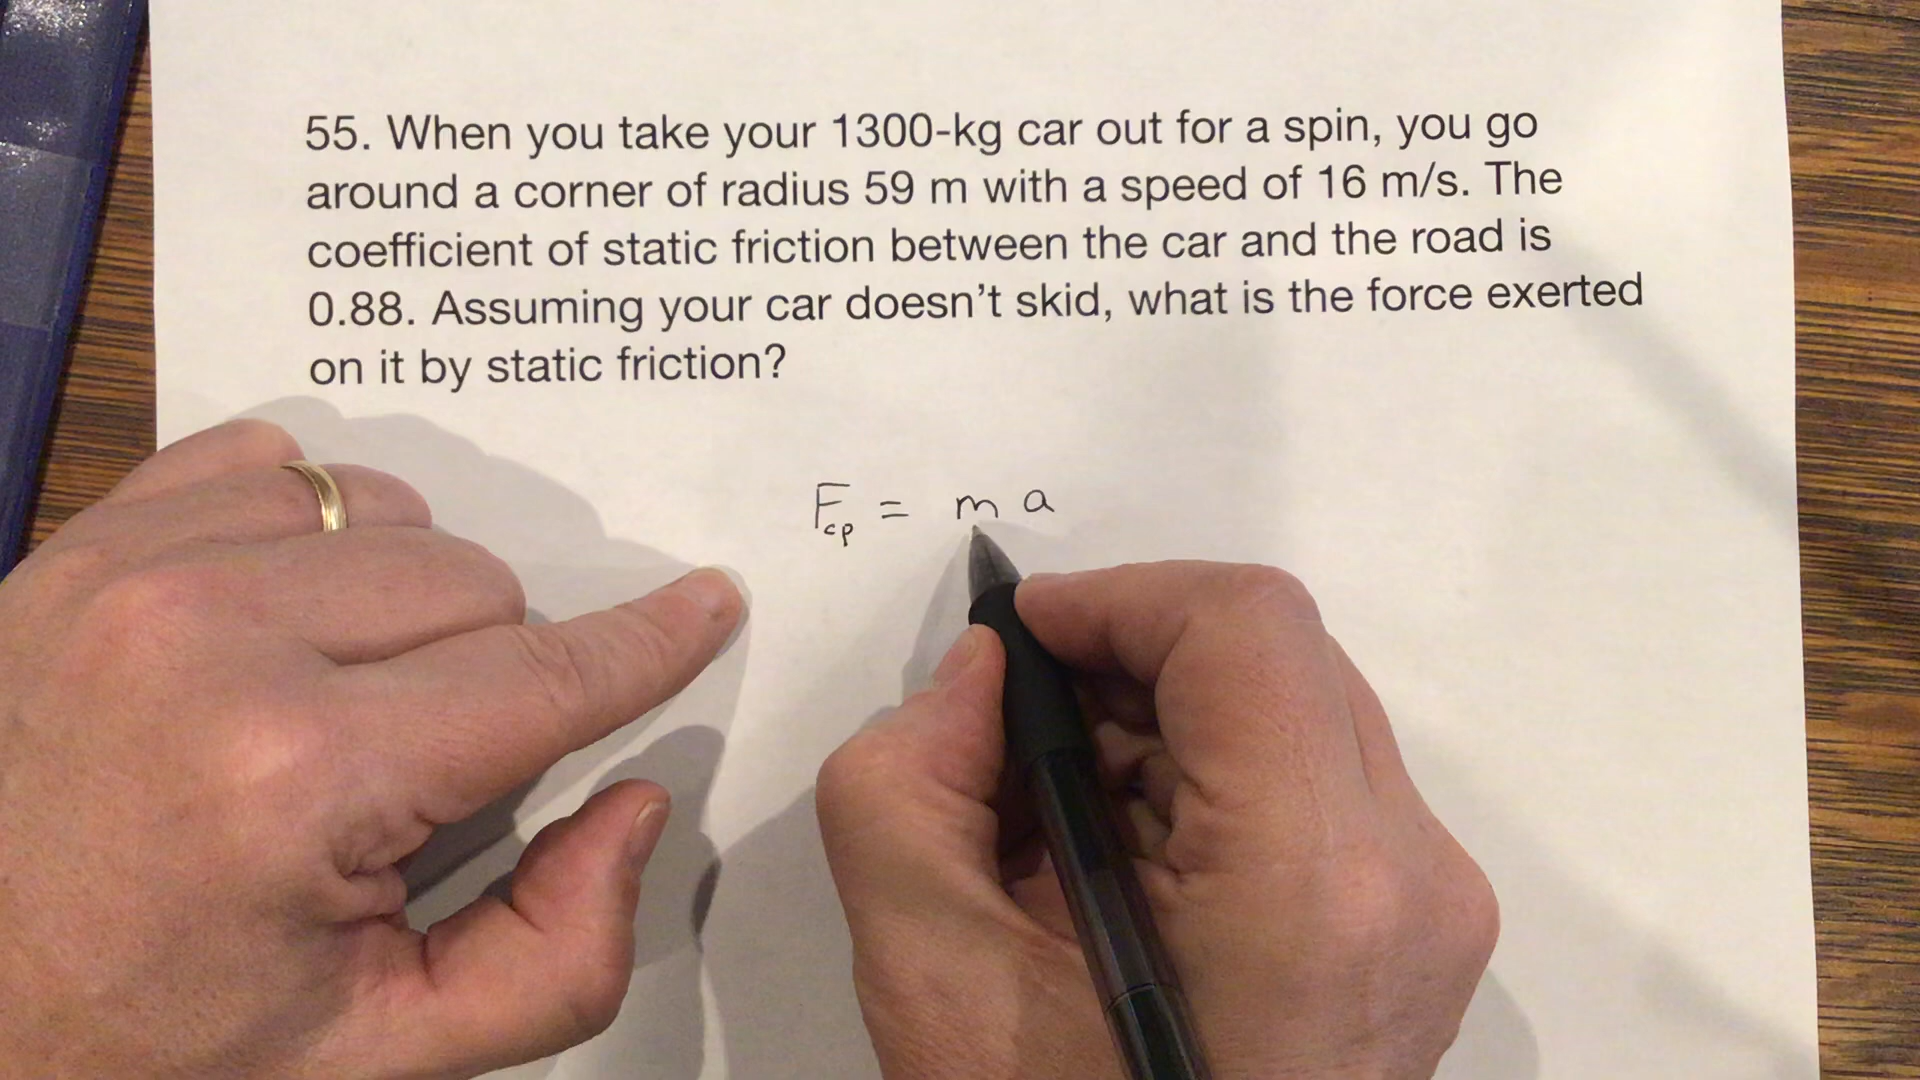 55. When you take your 1300-kg car out for a spin, you go
around a corner of radius 59 m with a speed of 16 m/s. The
coefficient of static friction between the car and the road is
0.88. Assuming your car doesn’t skid, what is the force exerted
on it by static friction?
Fcp = m a